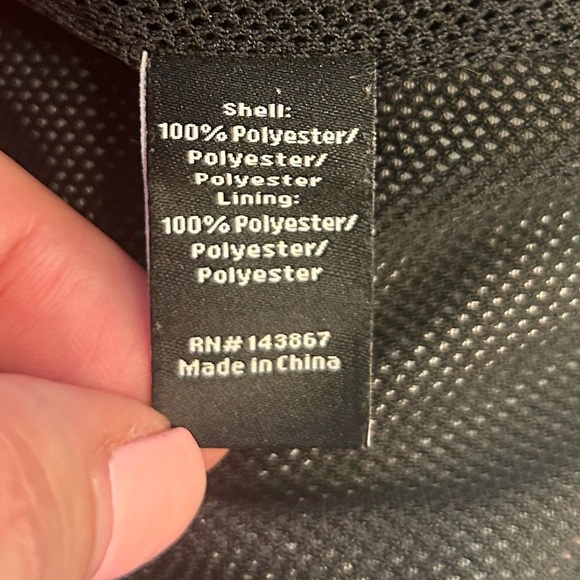 Shell:
100% Polyester/
Polyester/
Polyester
Lining:
100% Polyester/
Polyester/
Polyester
RN# 143867
Made in China